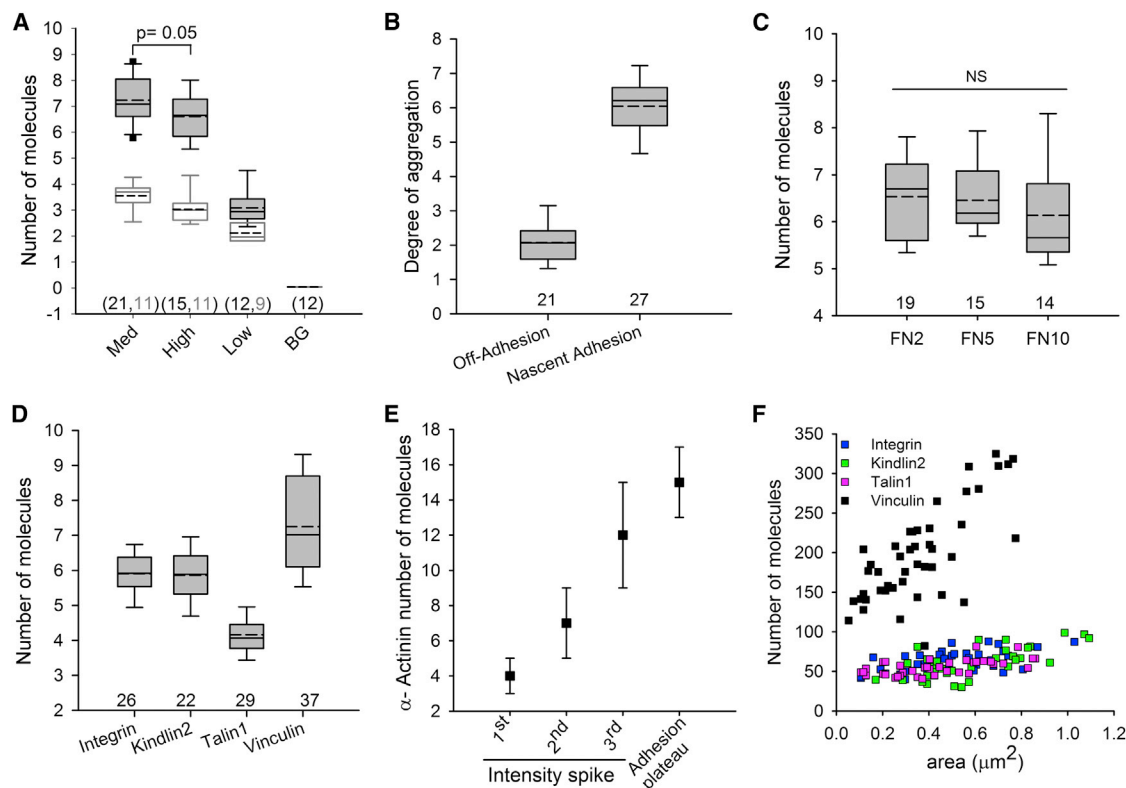 A
p= 0.05
Number of molecules
10
9
8
7
6
5
4
3
2
1
0
-1
(21,11)
(15,11)
(12,9)
(12)
Med
High
Low
BG
B
Degree of aggregation
8
7
6
5
4
3
2
1
0
21
27
Off-Adhesion
Nascent Adhesion
C
NS
Number of molecules
10
9
8
7
6
5
4
19
15
14
FN2
FN5
FN10
D
Number of molecules
10
9
8
7
6
5
4
3
2
26
22
29
37
Integrin
Kindlin2
Talin1
Vinculin
E
α- Actinin number of molecules
18
16
14
12
10
8
6
4
2
1st
2nd
3rd
Adhesion
plateau
Intensity spike
F
Number of molecules
350
300
250
200
150
100
50
0
Integrin
Kindlin2
Talin1
Vinculin
0.0
0.2
0.4
0.6
0.8
1.0
1.2
area (μm2)